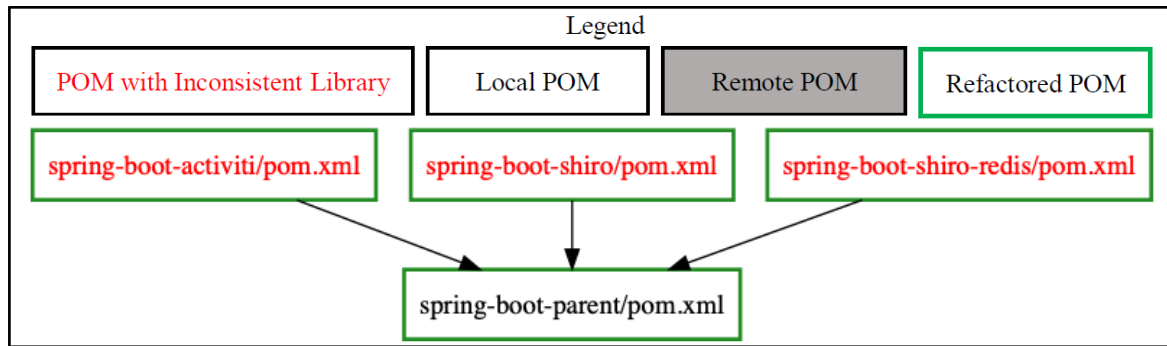 Legend
POM with Inconsistent Library
Local POM
Remote POM
Refactored POM
spring-boot-activiti/pom.xml
spring-boot-shiro/pom.xml
spring-boot-shiro-redis/pom.xml
spring-boot-parent/pom.xml